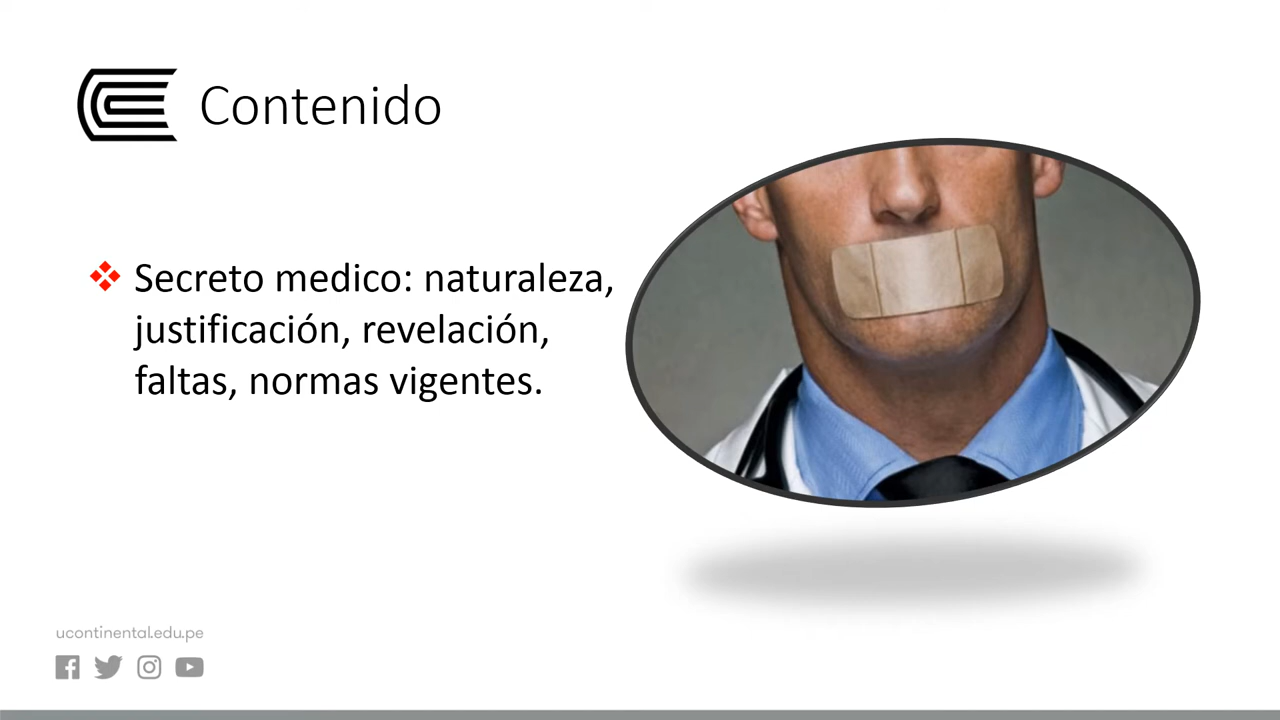 Contenido
Secreto medico: naturaleza,
justificación, revelación,
faltas, normas vigentes.
ucontinental.edu.pe